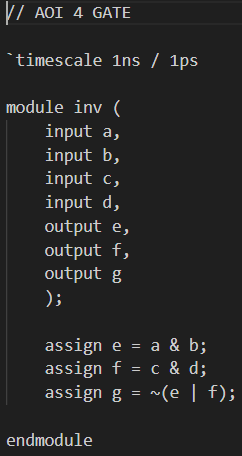 // AOI 4 GATE
`timescale 1ns / 1ps
module inv (
    input a,
    input b,
    input c,
    input d,
    output e,
    output f,
    output g
    );
    assign e = a & b;
    assign f = c & d;
    assign g = ~(e | f);
endmodule